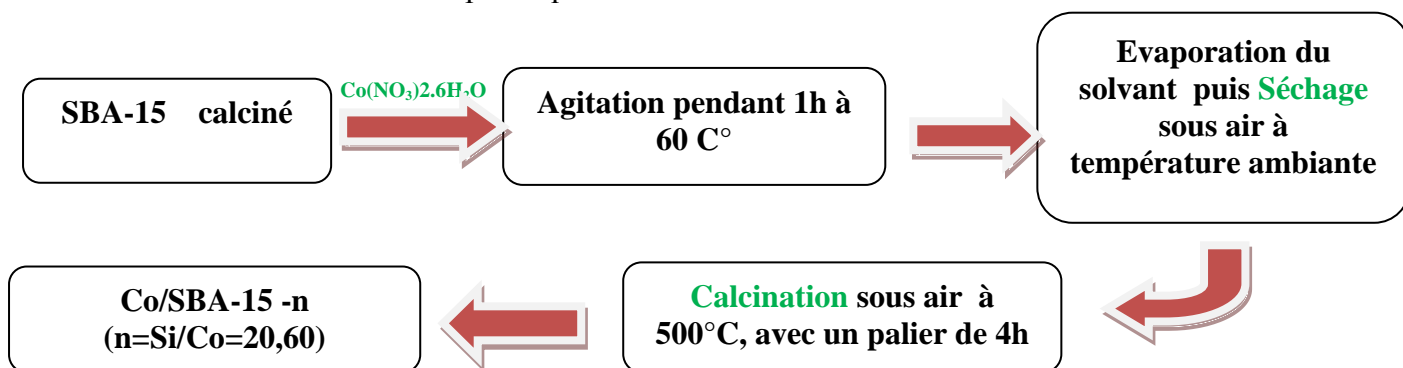 Evaporation du
solvant puis Séchage
sous air à
température ambiante
SBA-15 calciné
Co(NO₃)2.6H₂O
Agitation pendant 1h à
60 C°
Calcination sous air à
500°C, avec un palier de 4h
Co/SBA-15 -n
(n=Si/Co=20,60)